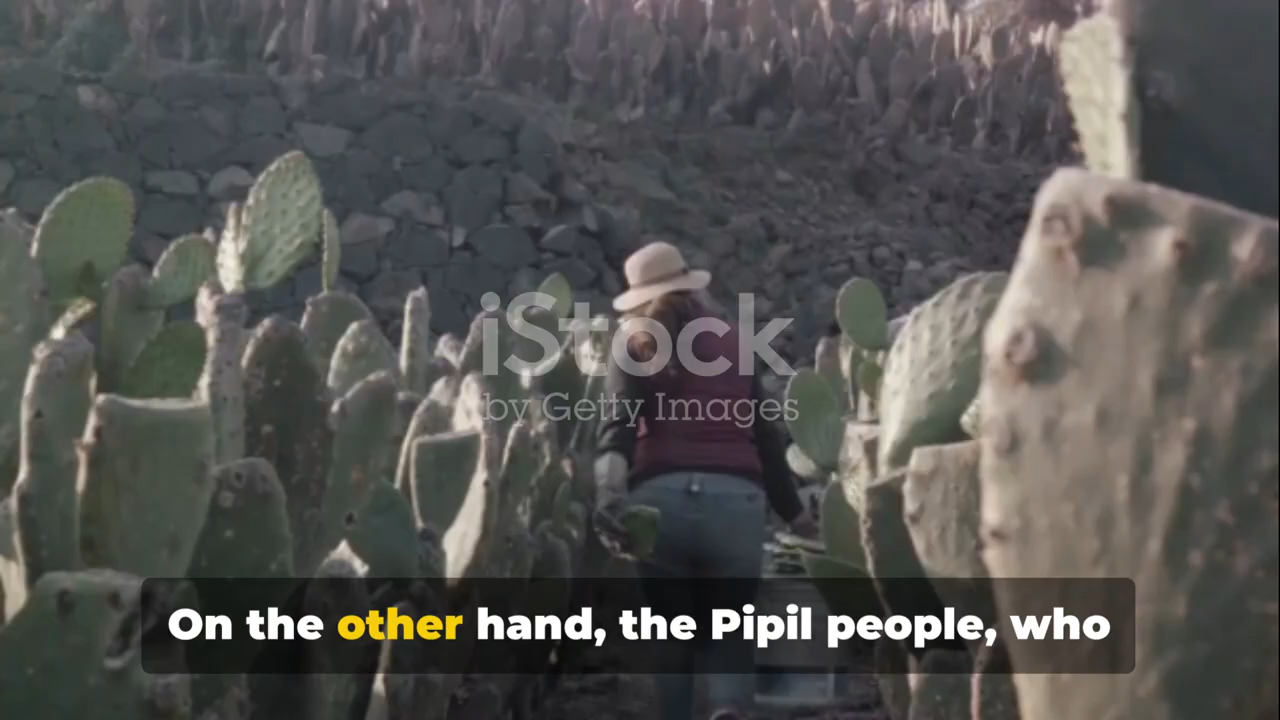 iStock
by Getty Images
On the other hand, the Pipil people, who